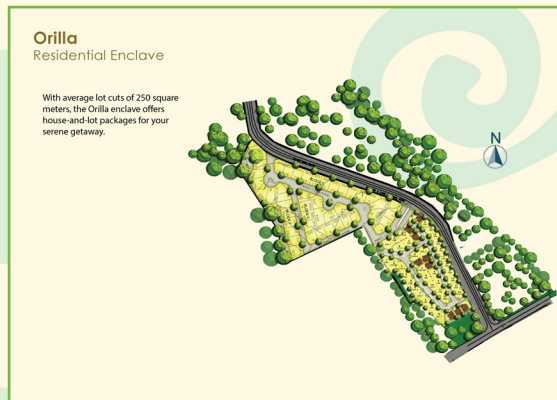 Orilla
Residential Enclave
With average lot cuts of 250 square
meters, the Orilla enclave offers
house-and-lot packages for your
serene getaway.
N